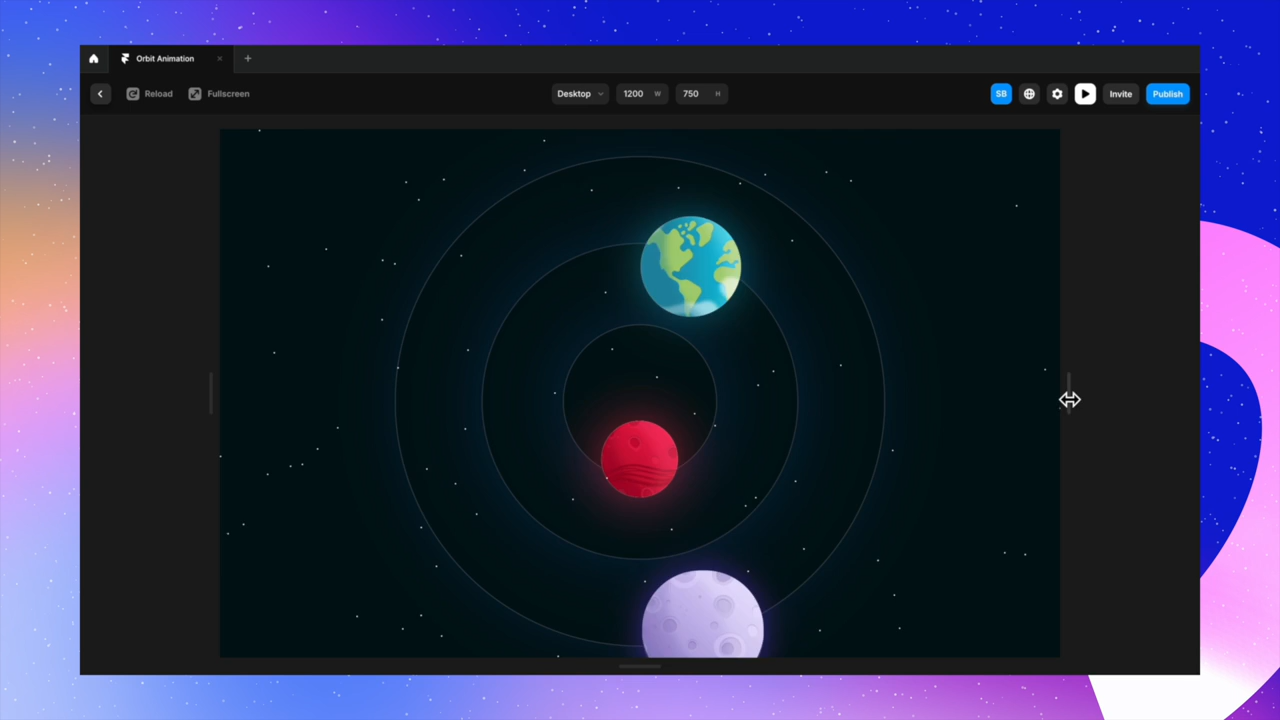 Orbit Animation
Reload
Fullscreen
Desktop
1200 W
750 H
SB
Invite
Publish